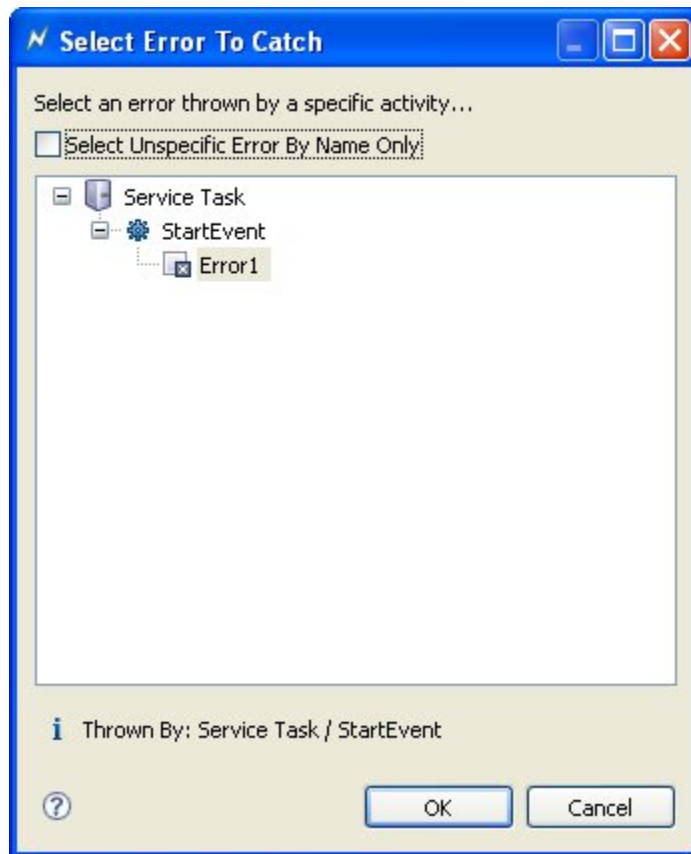 Select Error To Catch
Select an error thrown by a specific activity...
Select Unspecific Error By Name Only
Service Task
StartEvent
Error1
Thrown By: Service Task / StartEvent
OK Cancel